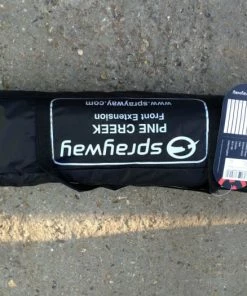 sprayway
PINE CREEK
Front Extension
www.sprayway.com